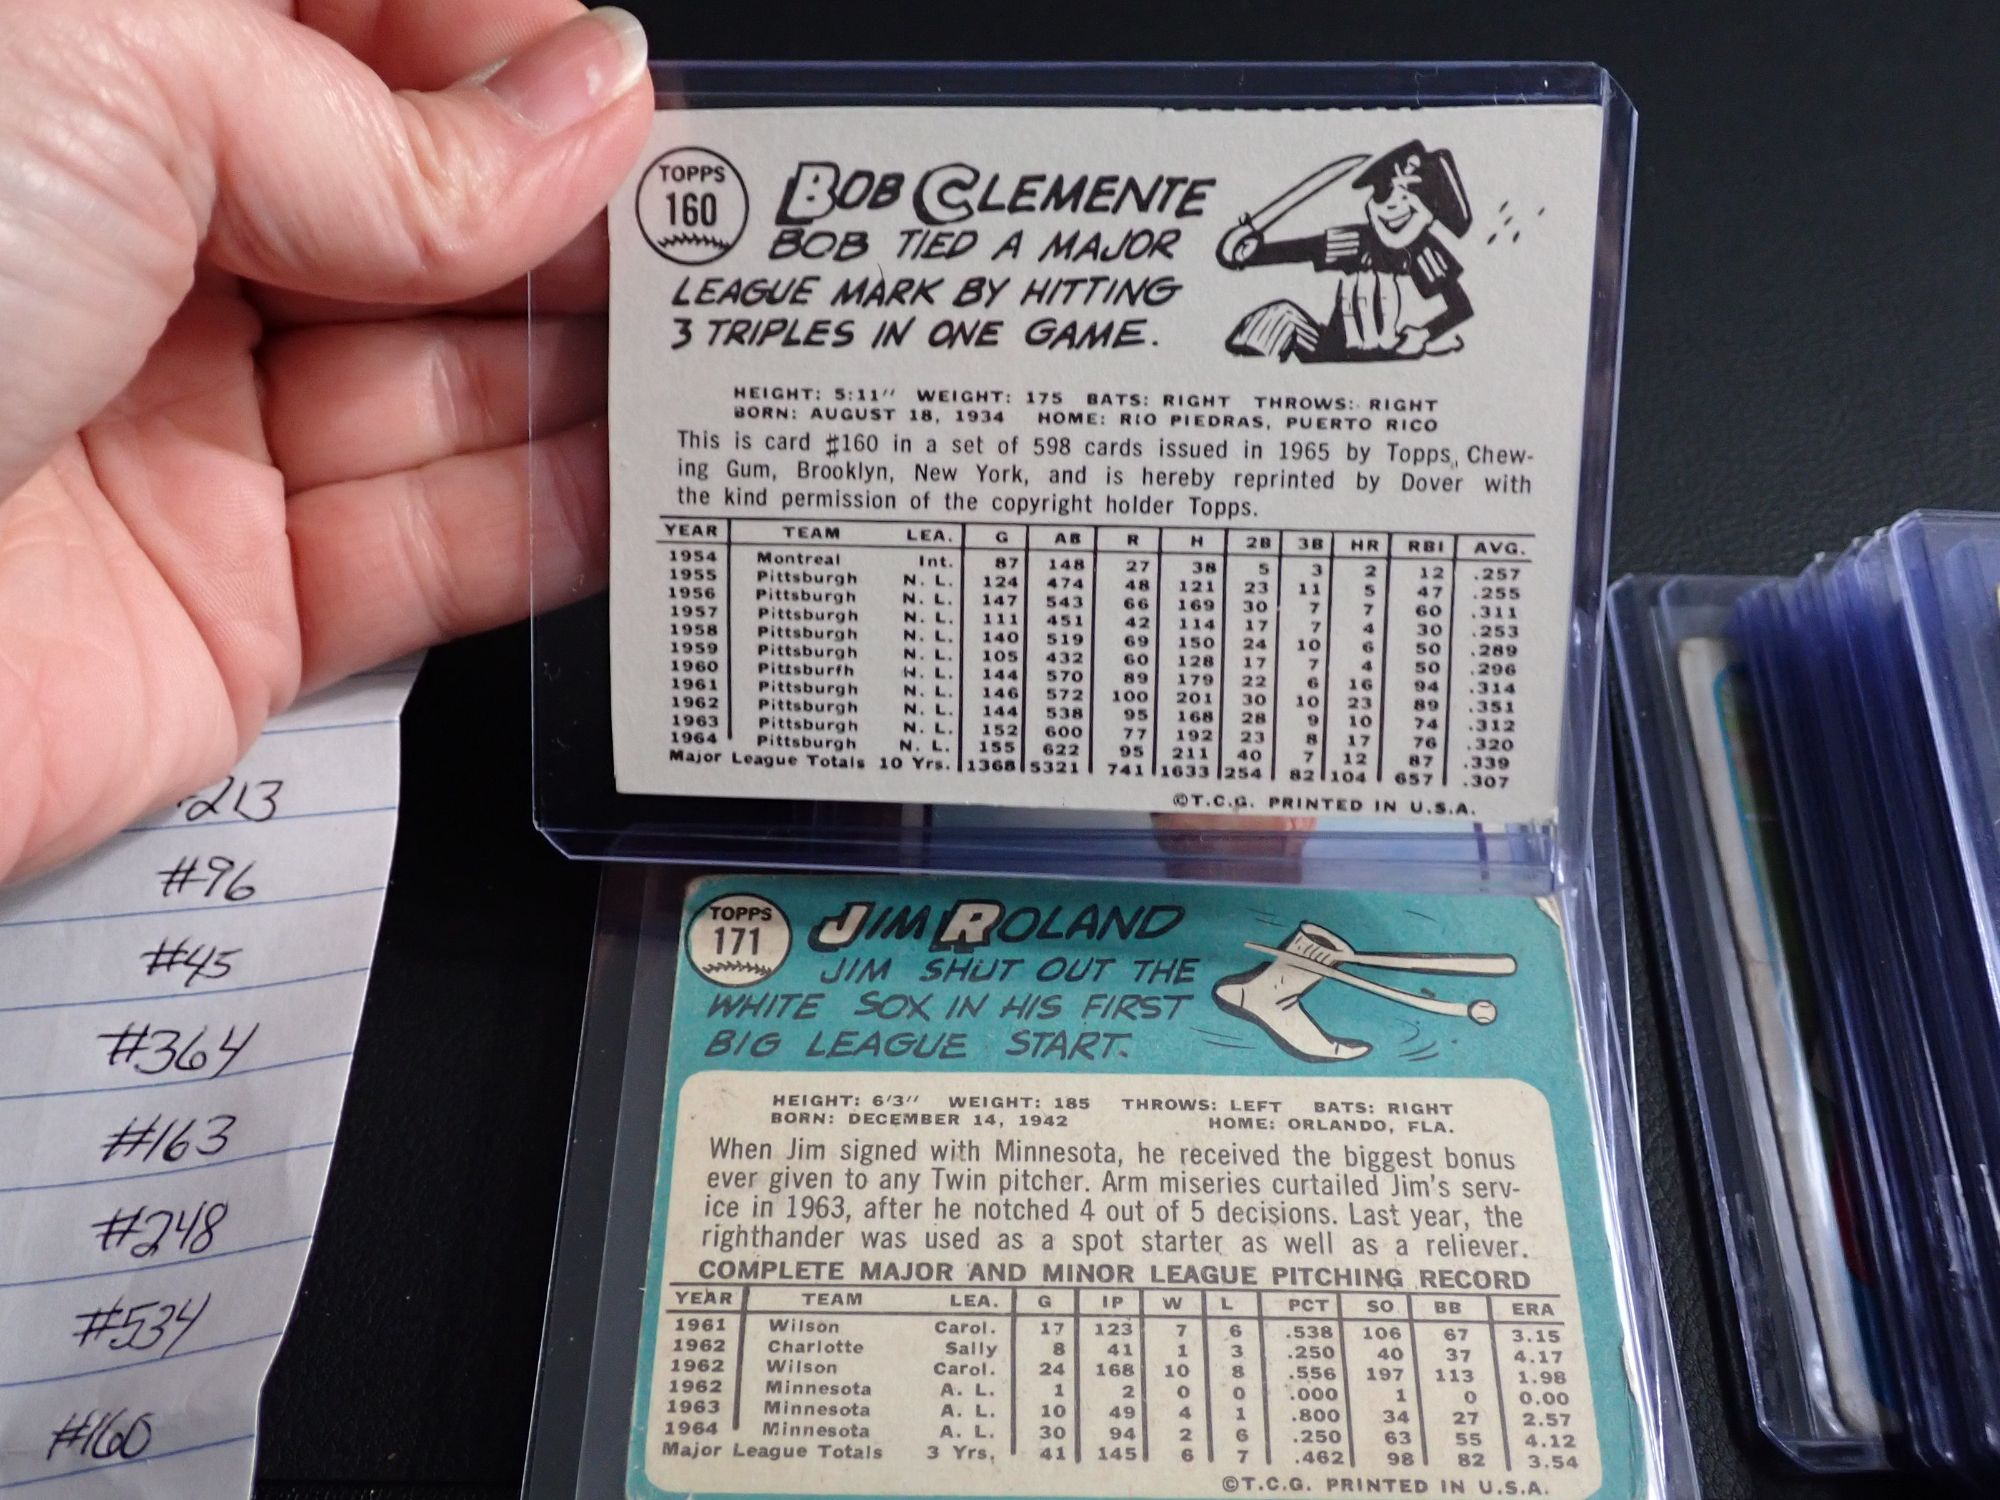 TOPPS
160
BOB CLEMENTE
BOB TIED A MAJOR
LEAGUE MARK BY HITTING
3 TRIPLES IN ONE GAME.
HEIGHT: 5:11" WEIGHT: 175 BATS: RIGHT THROWS: RIGHT
BORN: AUGUST 18, 1934 HOME: RIO PIEDRAS, PUERTO RICO
This is card #160 in a set of 598 cards issued in 1965 by Topps, Chew-
ing Gum, Brooklyn, New York, and is hereby reprinted by Dover with
the kind permission of the copyright holder Topps.
YEAR TEAM LEA. G AB R H 2B 3B HR RBI AVG.
1954 Montreal Int. 87 148 27 38 5 3 2 12 .257
1955 Pittsburgh N. L. 124 474 48 121 23 11 5 47 .255
1956 Pittsburgh N. L. 147 543 66 169 30 7 7 60 .311
1957 Pittsburgh N. L. 111 451 42 114 17 7 4 30 .253
1958 Pittsburgh N. L. 140 519 69 150 24 10 6 50 .289
1959 Pittsburgh N. L. 105 432 60 128 17 7 4 50 .296
1960 Pittsburfh N. L. 144 570 89 179 22 6 16 94 .314
1961 Pittsburgh N. L. 146 572 100 201 30 10 23 89 .351
1962 Pittsburgh N. L. 144 538 95 168 28 9 10 74 .312
1963 Pittsburgh N. L. 152 600 77 192 23 8 17 76 .320
1964 Pittsburgh N. L. 155 622 95 211 40 7 12 87 .339
Major League Totals 10 Yrs. 1368 5321 741 1633 254 82 104 657 .307
©T.C.G. PRINTED IN U.S.A.
TOPPS
171
JIM ROLAND
JIM SHUT OUT THE
WHITE SOX IN HIS FIRST
BIG LEAGUE START.
HEIGHT: 6'3" WEIGHT: 185 THROWS: LEFT BATS: RIGHT
BORN: DECEMBER 14, 1942 HOME: ORLANDO, FLA.
When Jim signed with Minnesota, he received the biggest bonus
ever given to any Twin pitcher. Arm miseries curtailed Jim's serv-
ice in 1963, after he notched 4 out of 5 decisions. Last year, the
righthander was used as a spot starter as well as a reliever.
COMPLETE MAJOR AND MINOR LEAGUE PITCHING RECORD
YEAR TEAM LEA. G IP W L PCT SO BB ERA
1961 Wilson Carol. 17 123 7 6 .538 106 67 3.15
1962 Charlotte Sally 8 41 1 3 .250 40 37 4.17
1962 Wilson Carol. 24 168 10 8 .556 197 113 1.98
1962 Minnesota A. L. 1 2 0 0 .000 1 0 0.00
1963 Minnesota A. L. 10 49 4 1 .800 34 27 2.57
1964 Minnesota A. L. 30 94 2 6 .250 63 55 4.12
Major League Totals 3 Yrs. 41 145 6 7 .462 98 82 3.54
©T.C.G. PRINTED IN U.S.A.
213
#96
#45
#364
#163
#248
#534
#160